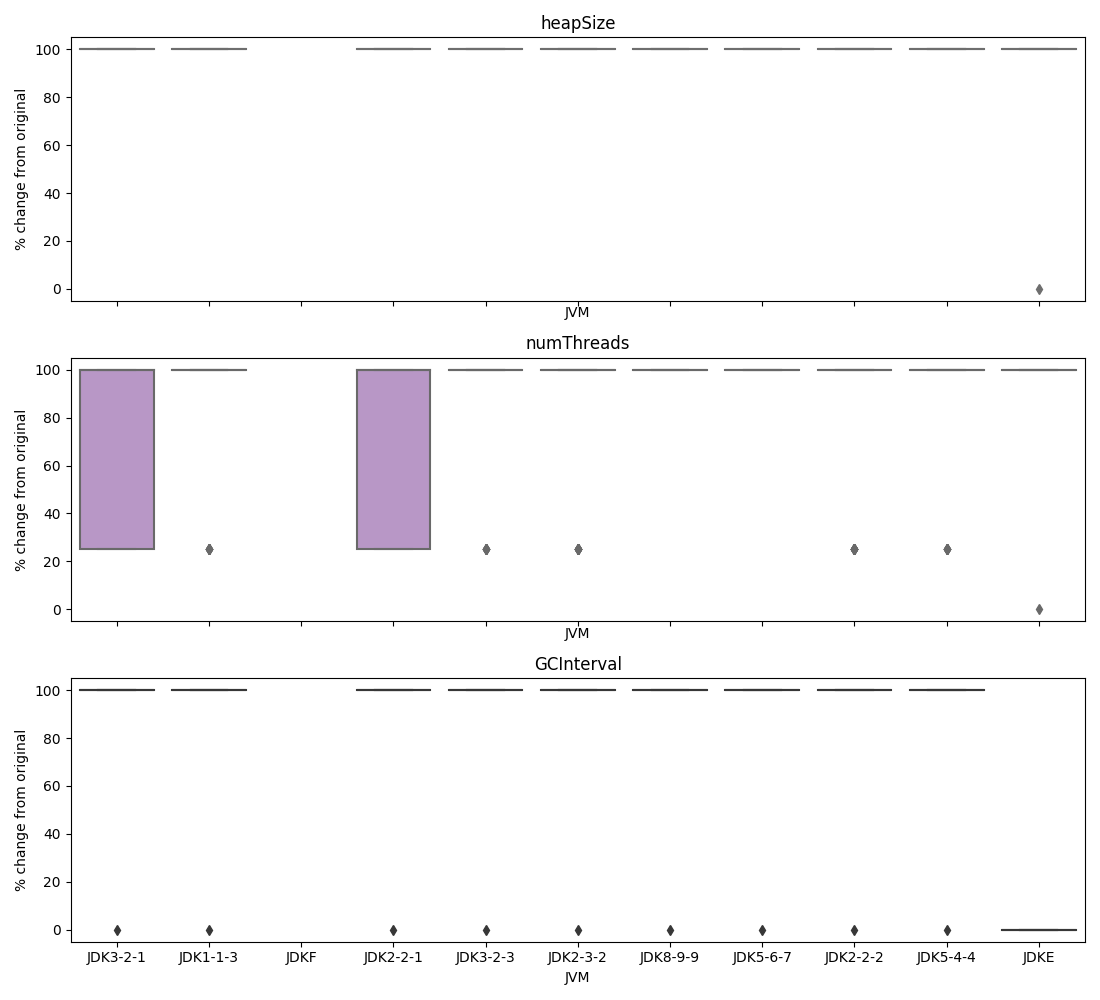 heapSize
% change from original
100
80
60
40
20
0
JVM
numThreads
% change from original
100
80
60
40
20
0
JVM
GCInterval
% change from original
100
80
60
40
20
0
JDK3-2-1 JDK1-1-3 JDKF JDK2-2-1 JDK3-2-3 JDK2-3-2 JDK8-9-9 JDK5-6-7 JDK2-2-2 JDK5-4-4 JDKE
JVM